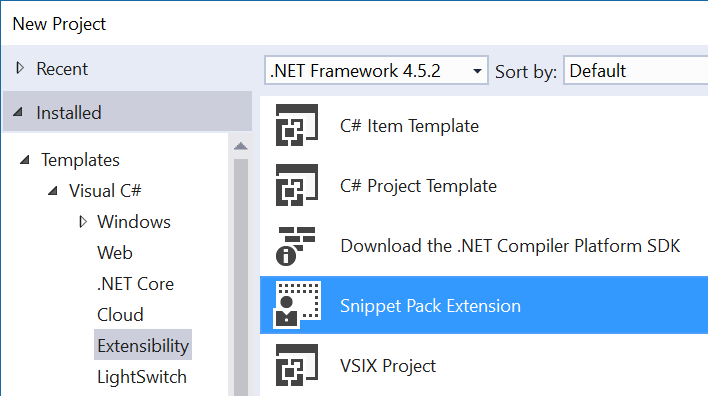 New Project
Recent
.NET Framework 4.5.2 Sort by: Default
Installed
Templates
Visual C#
Windows
Web
.NET Core
Cloud
Extensibility
LightSwitch
C# Item Template
C# Project Template
Download the .NET Compiler Platform SDK
Snippet Pack Extension
VSIX Project